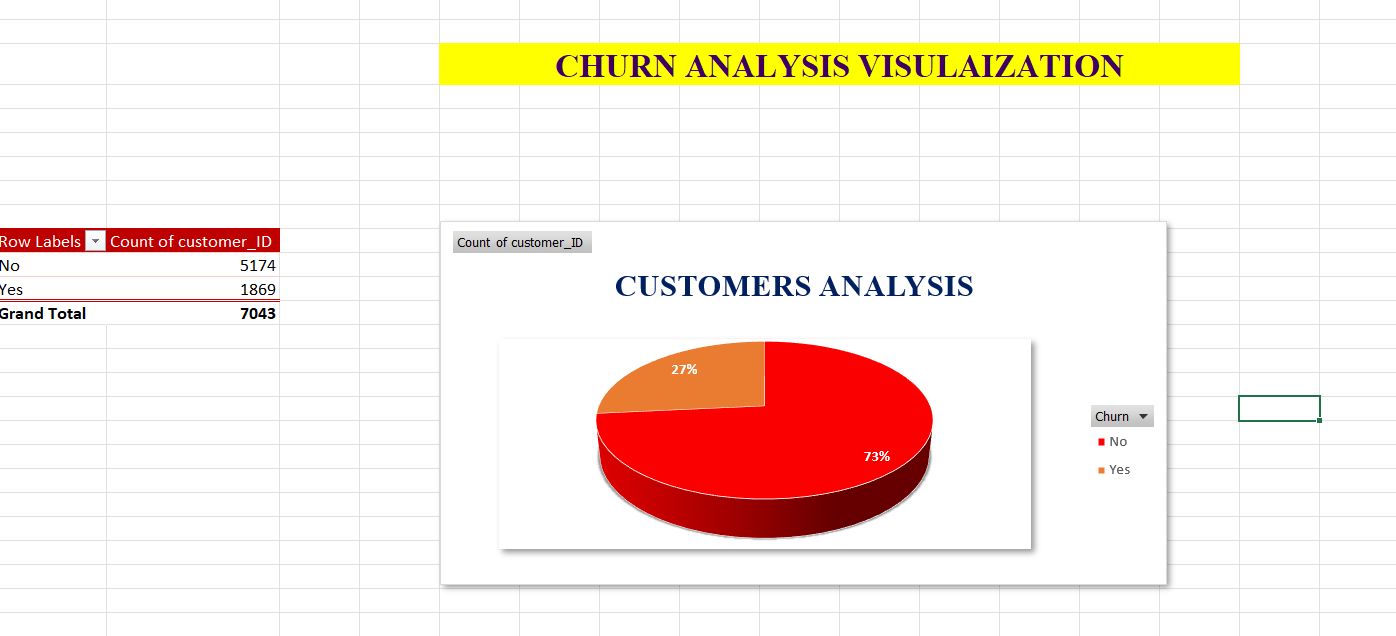 CHURN ANALYSIS VISULAIZATION
Row Labels Count of customer_ID
No 5174
Yes 1869
Grand Total 7043
Count of customer_ID
CUSTOMERS ANALYSIS
27%
73%
Churn
No
Yes